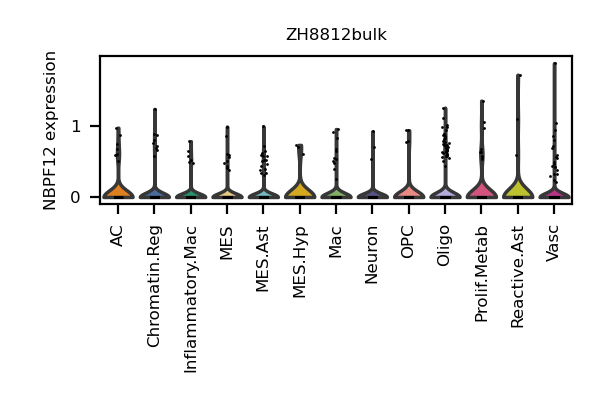 ZH8812bulk
NBPF12 expression
1
0
AC
Chromatin.Reg
Inflammatory.Mac
MES
MES.Ast
MES.Hyp
Mac
Neuron
OPC
Oligo
Prolif.Metab
Reactive.Ast
Vasc